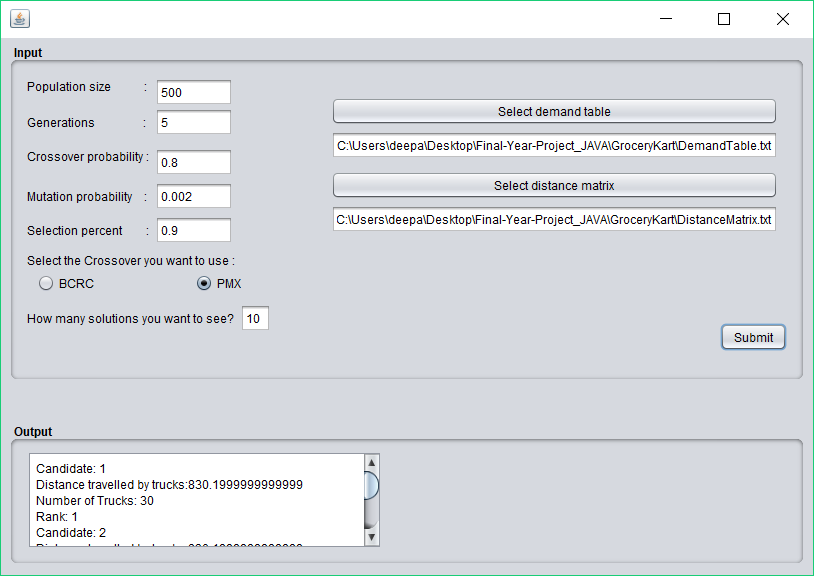 Input
Population size : 500
Generations : 5
Crossover probability : 0.8
Mutation probability : 0.002
Selection percent : 0.9
Select the Crossover you want to use :
BCRC PMX
How many solutions you want to see? 10
Select demand table
C:\Users\deepa\Desktop\Final-Year-Project_JAVA\GroceryKart\DemandTable.txt
Select distance matrix
C:\Users\deepa\Desktop\Final-Year-Project_JAVA\GroceryKart\DistanceMatrix.txt
Submit
Output
Candidate: 1
Distance travelled by trucks:830.1999999999999
Number of Trucks: 30
Rank: 1
Candidate: 2